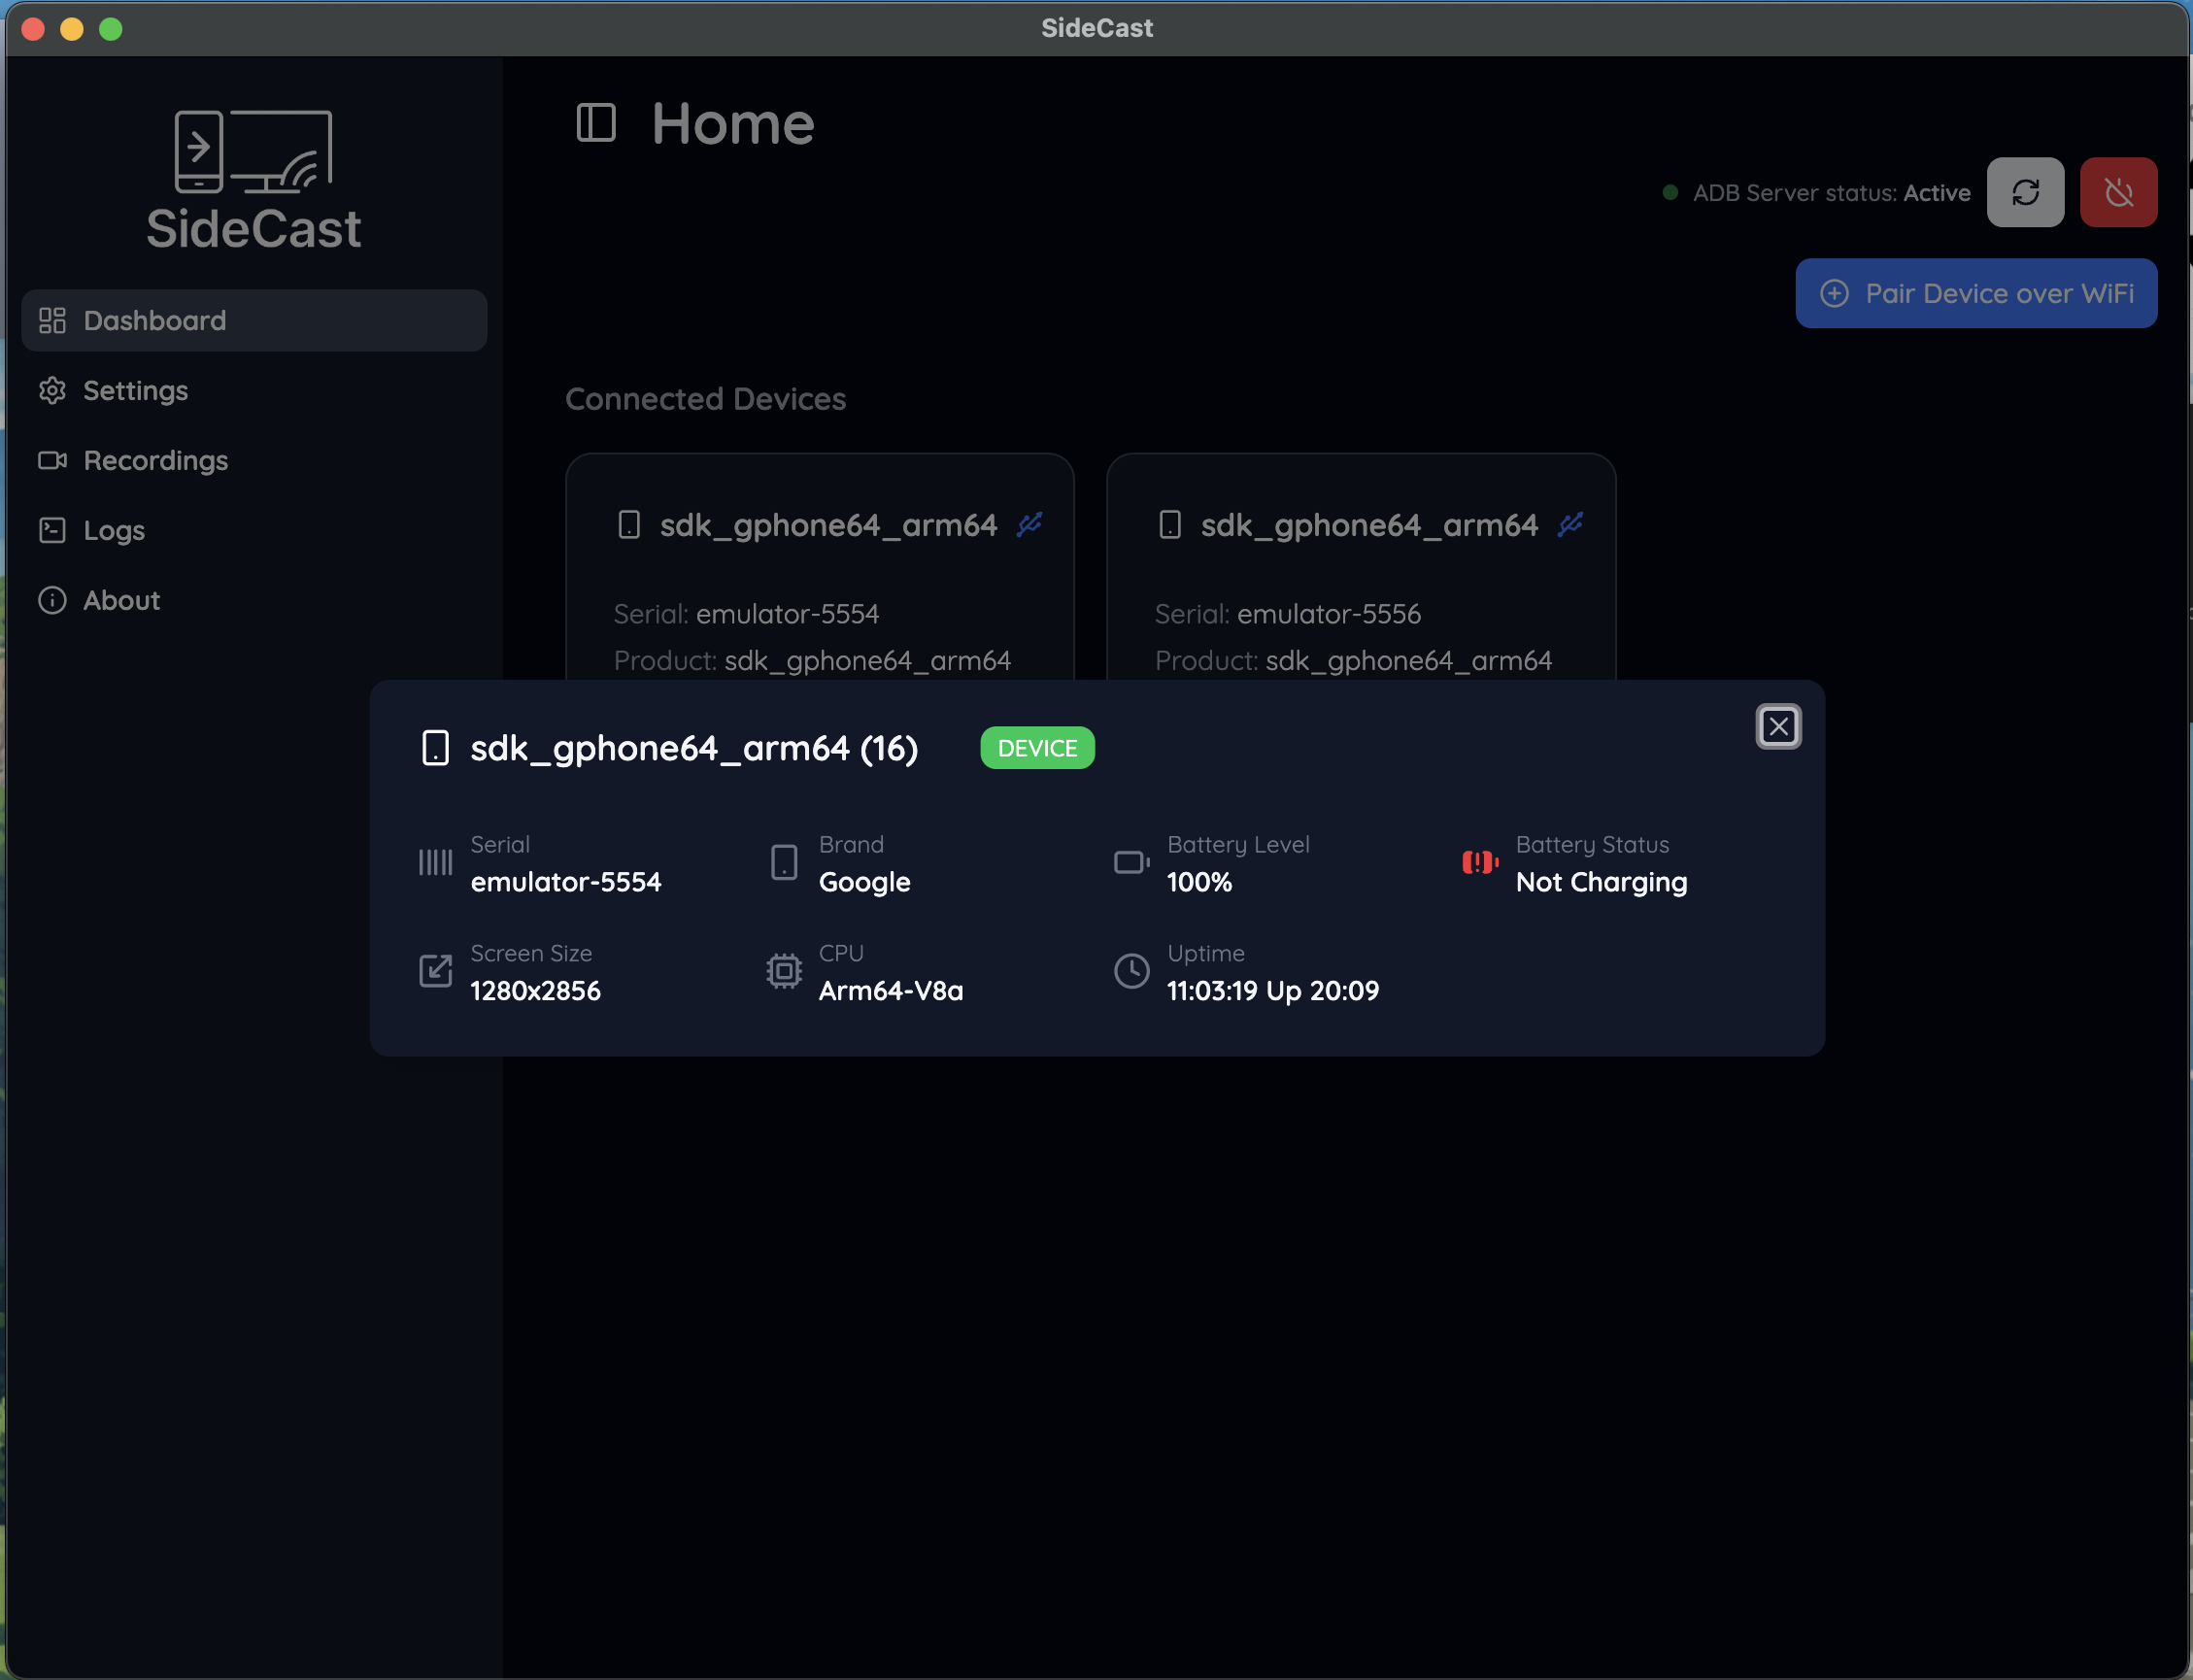 SideCast
SideCast
Dashboard
Settings
Recordings
Logs
About
Home
ADB Server status: Active
Pair Device over WiFi
Connected Devices
sdk_gphone64_arm64
Serial: emulator-5554
Product: sdk_gphone64_arm64
sdk_gphone64_arm64
Serial: emulator-5556
Product: sdk_gphone64_arm64
sdk_gphone64_arm64 (16)
DEVICE
Serial
emulator-5554
Brand
Google
Battery Level
100%
Battery Status
Not Charging
Screen Size
1280x2856
CPU
Arm64-V8a
Uptime
11:03:19 Up 20:09